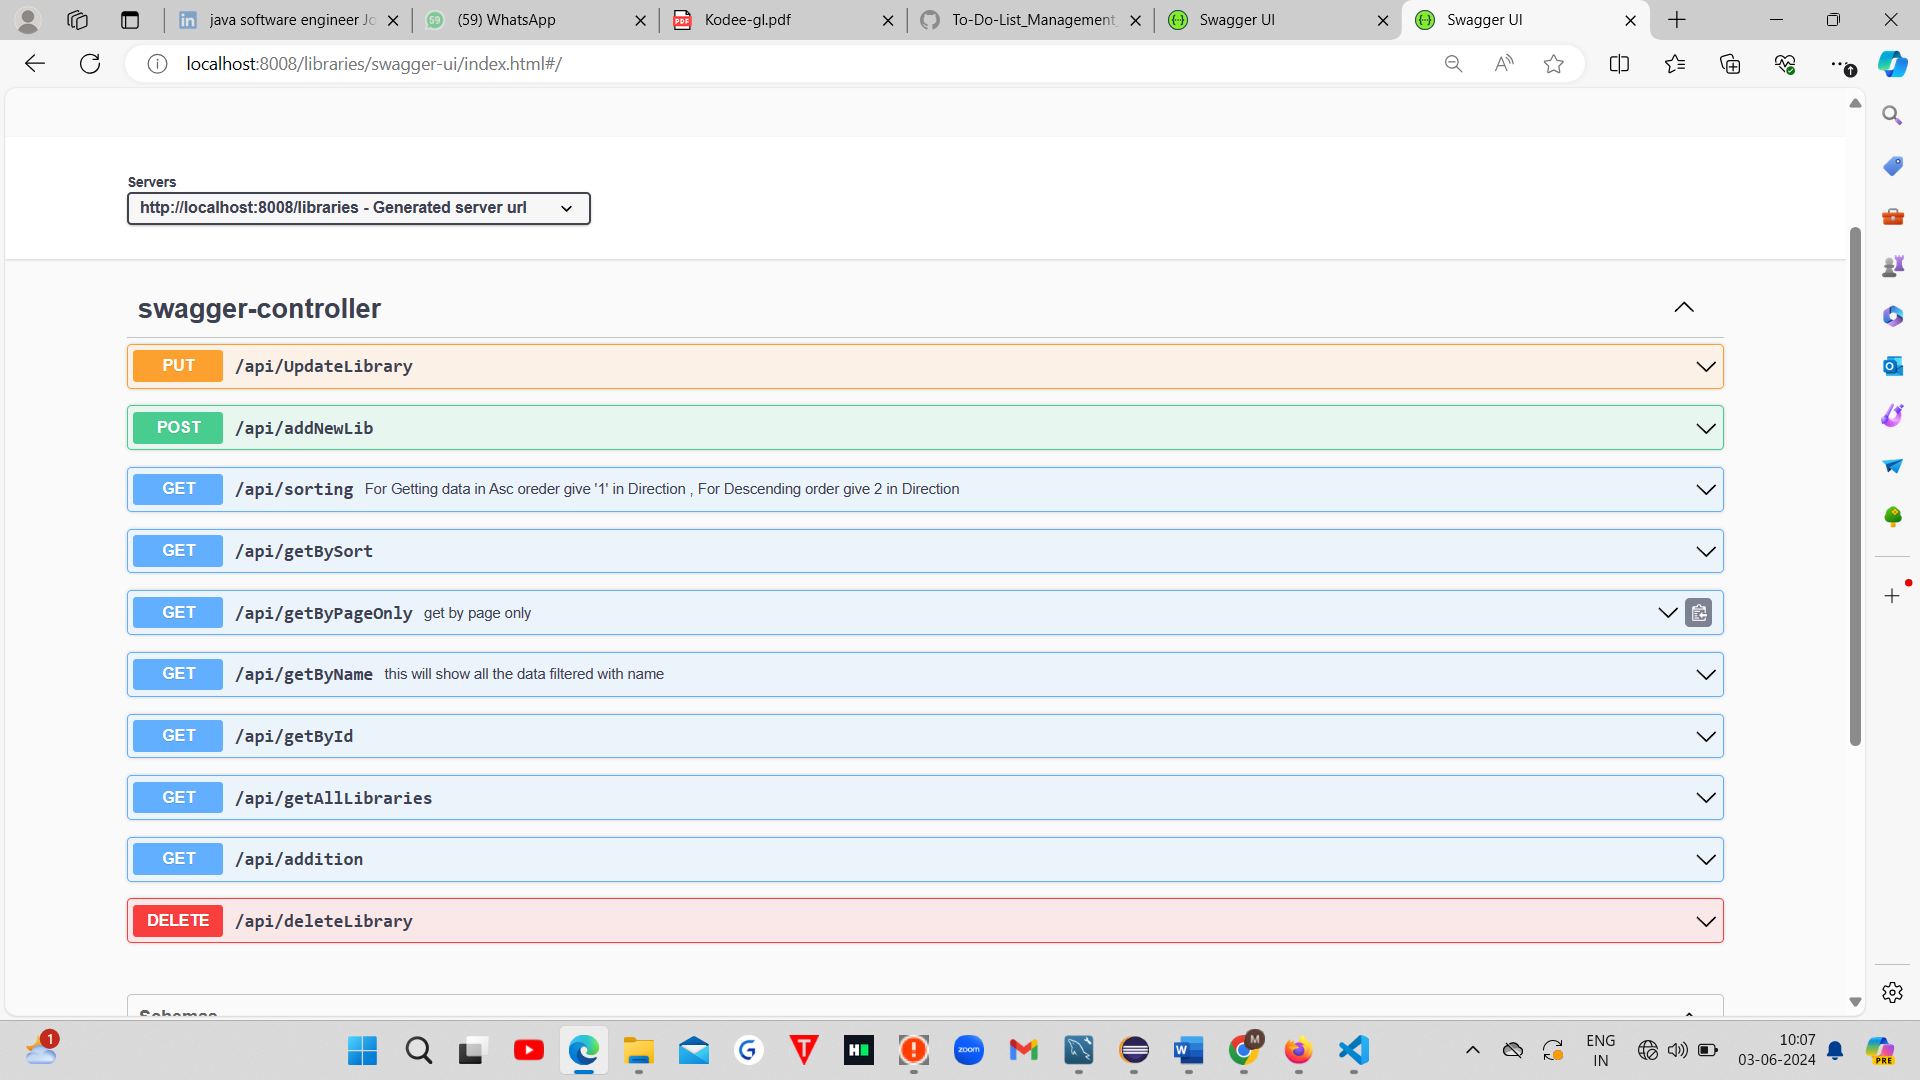 java software engineer Jo
(59) WhatsApp
Kodee-gl.pdf
To-Do-List_Management
Swagger UI
Swagger UI
localhost:8008/libraries/swagger-ui/index.html#/
Servers
http://localhost:8008/libraries - Generated server url
swagger-controller
PUT /api/UpdateLibrary
POST /api/addNewLib
GET /api/sorting For Getting data in Asc oreder give '1' in Direction , For Descending order give 2 in Direction
GET /api/getBySort
GET /api/getByPageOnly get by page only
GET /api/getByName this will show all the data filtered with name
GET /api/getById
GET /api/getAllLibraries
GET /api/addition
DELETE /api/deleteLibrary
Schemas
1
zoom
M
ENG
IN
10:07
03-06-2024
PRE